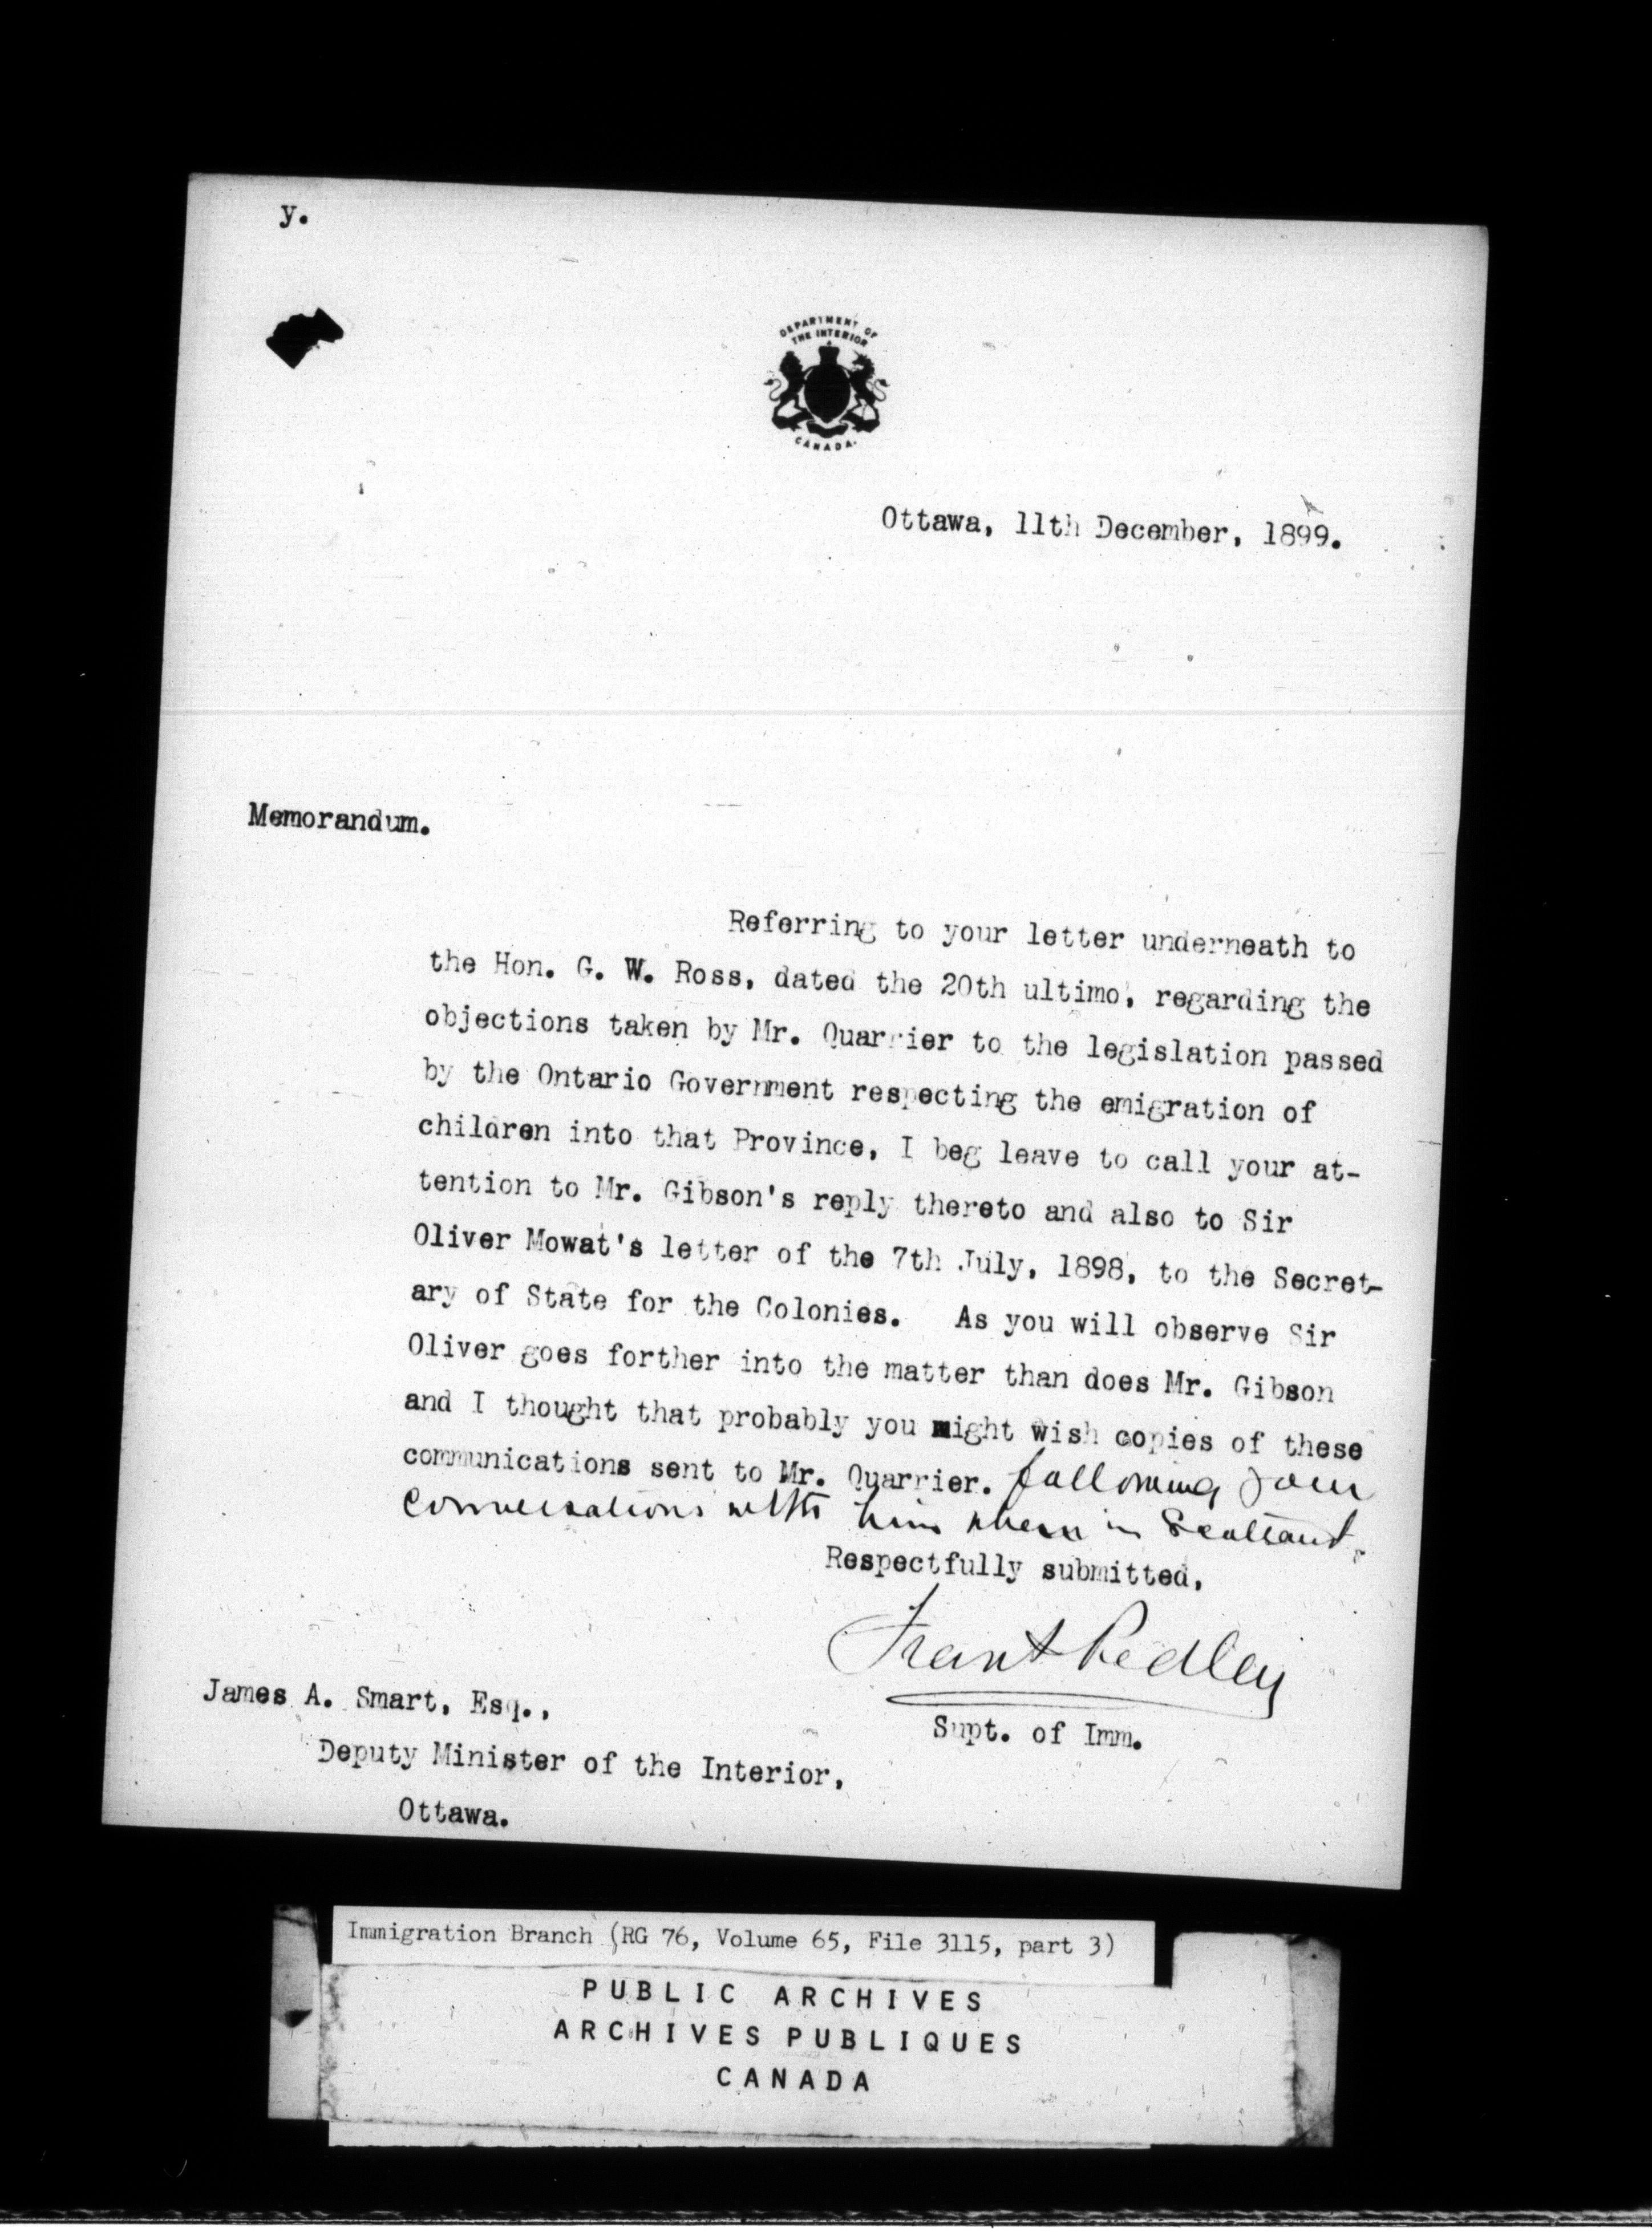 y.
DEPARTMENT OF
THE INTERIOR
CANADA.
Ottawa, 11th December, 1899.
Memorandum.
Referring to your letter underneath to
the Hon. G. W. Ross, dated the 20th ultimo, regarding the
objections taken by Mr. Quarrier to the legislation passed
by the Ontario Government respecting the emigration of
children into that Province, I beg leave to call your at-
tention to Mr. Gibson's reply thereto and also to Sir
Oliver Mowat's letter of the 7th July, 1898, to the Secret-
ary of State for the Colonies. As you will observe Sir
Oliver goes forther into the matter than does Mr. Gibson
and I thought that probably you might wish copies of these
communications sent to Mr. Quarrier. following your
conversations with him when in Scotland.
Respectfully submitted,
Frank Pedley
Supt. of Imm.
James A. Smart, Esq.,
Deputy Minister of the Interior,
Ottawa.
Immigration Branch (RG 76, Volume 65, File 3115, part 3)
PUBLIC ARCHIVES
ARCHIVES PUBLIQUES
CANADA